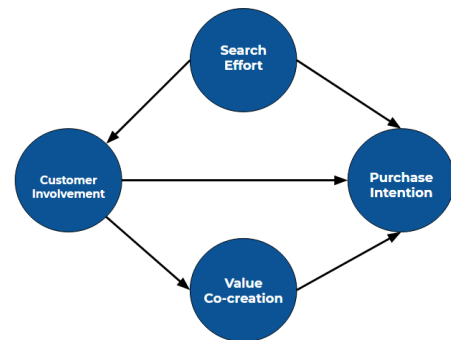 Search
Effort
Customer
Involvement
Purchase
Intention
Value
Co-creation